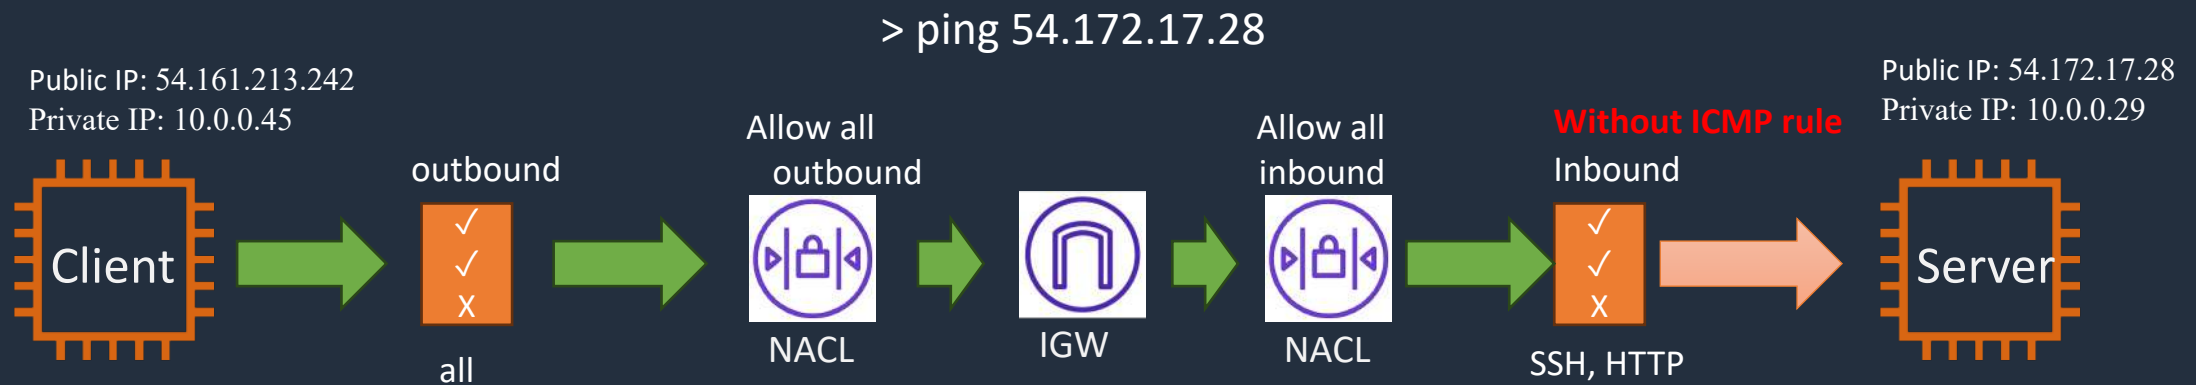 > ping 54.172.17.28
Public IP: 54.161.213.242
Private IP: 10.0.0.45
Client
outbound
✓
✓
X
all
Allow all
outbound
NACL
IGW
Allow all
inbound
NACL
Without ICMP rule
Inbound
✓
✓
X
SSH, HTTP
Public IP: 54.172.17.28
Private IP: 10.0.0.29
Server